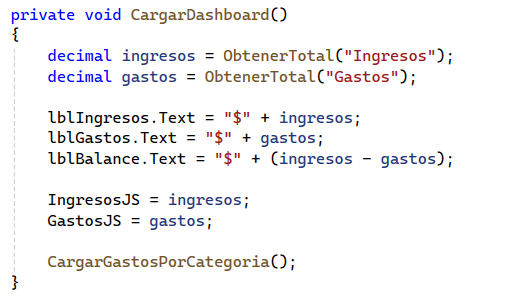 private void CargarDashboard()
{
    decimal ingresos = ObtenerTotal("Ingresos");
    decimal gastos = ObtenerTotal("Gastos");

    lblIngresos.Text = "$" + ingresos;
    lblGastos.Text = "$" + gastos;
    lblBalance.Text = "$" + (ingresos - gastos);

    IngresosJS = ingresos;
    GastosJS = gastos;

    CargarGastosPorCategoria();
}